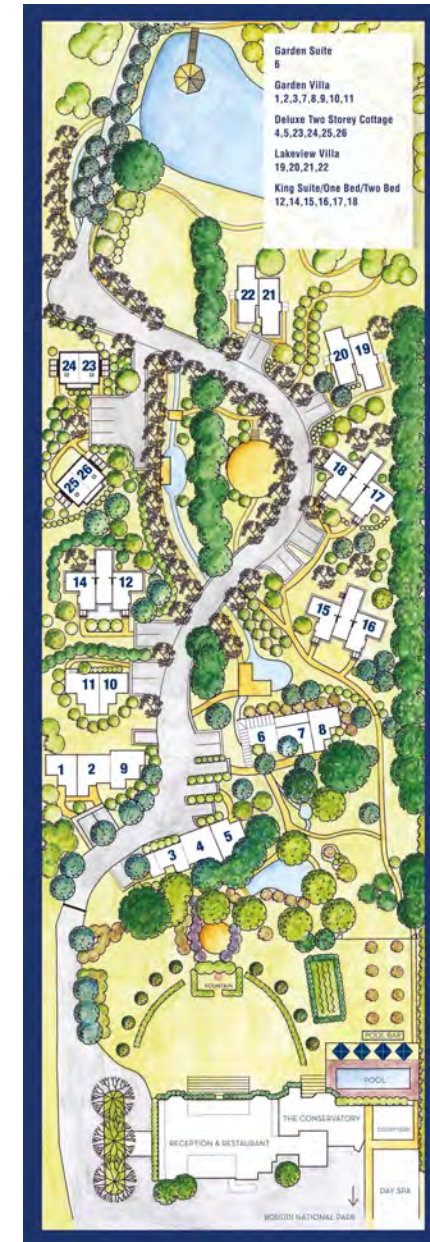 Garden Suite
6
Garden Villa
1,2,3,7,8,9,10,11
Deluxe Two Storey Cottage
4,5,23,24,25,26
Lakeview Villa
19,20,21,22
King Suite/One Bed/Two Bed
12,14,15,16,17,18
22 21
20 19
24 23
18 17
25 26
14 12
15 16
11 10
6 7 8
1 2 9
3 4 5
FOUNTAIN
POOL BAR
POOL
THE CONSERVATORY
RECEPTION & RESTAURANT
DAY SPA
NATIONAL PARK